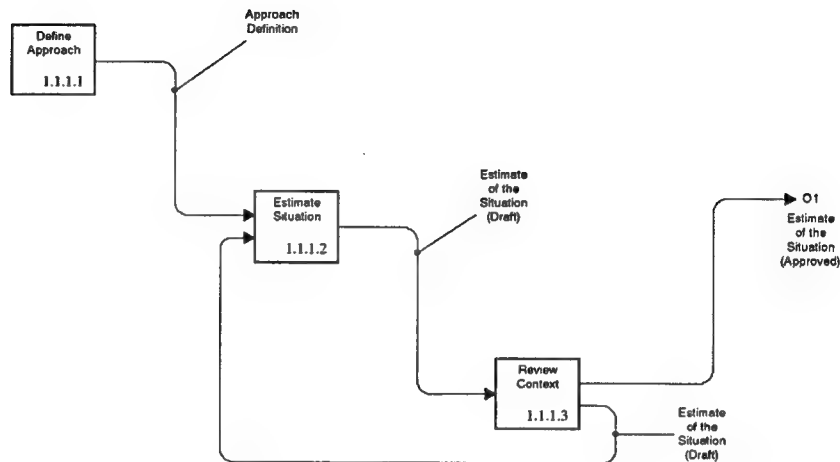 Define
Approach
1.1.1.1
Approach
Definition
Estimate
Situation
1.1.1.2
Estimate
of the
Situation
(Draft)
O1
Estimate
of the
Situation
(Approved)
Review
Context
1.1.1.3
Estimate
of the
Situation
(Draft)